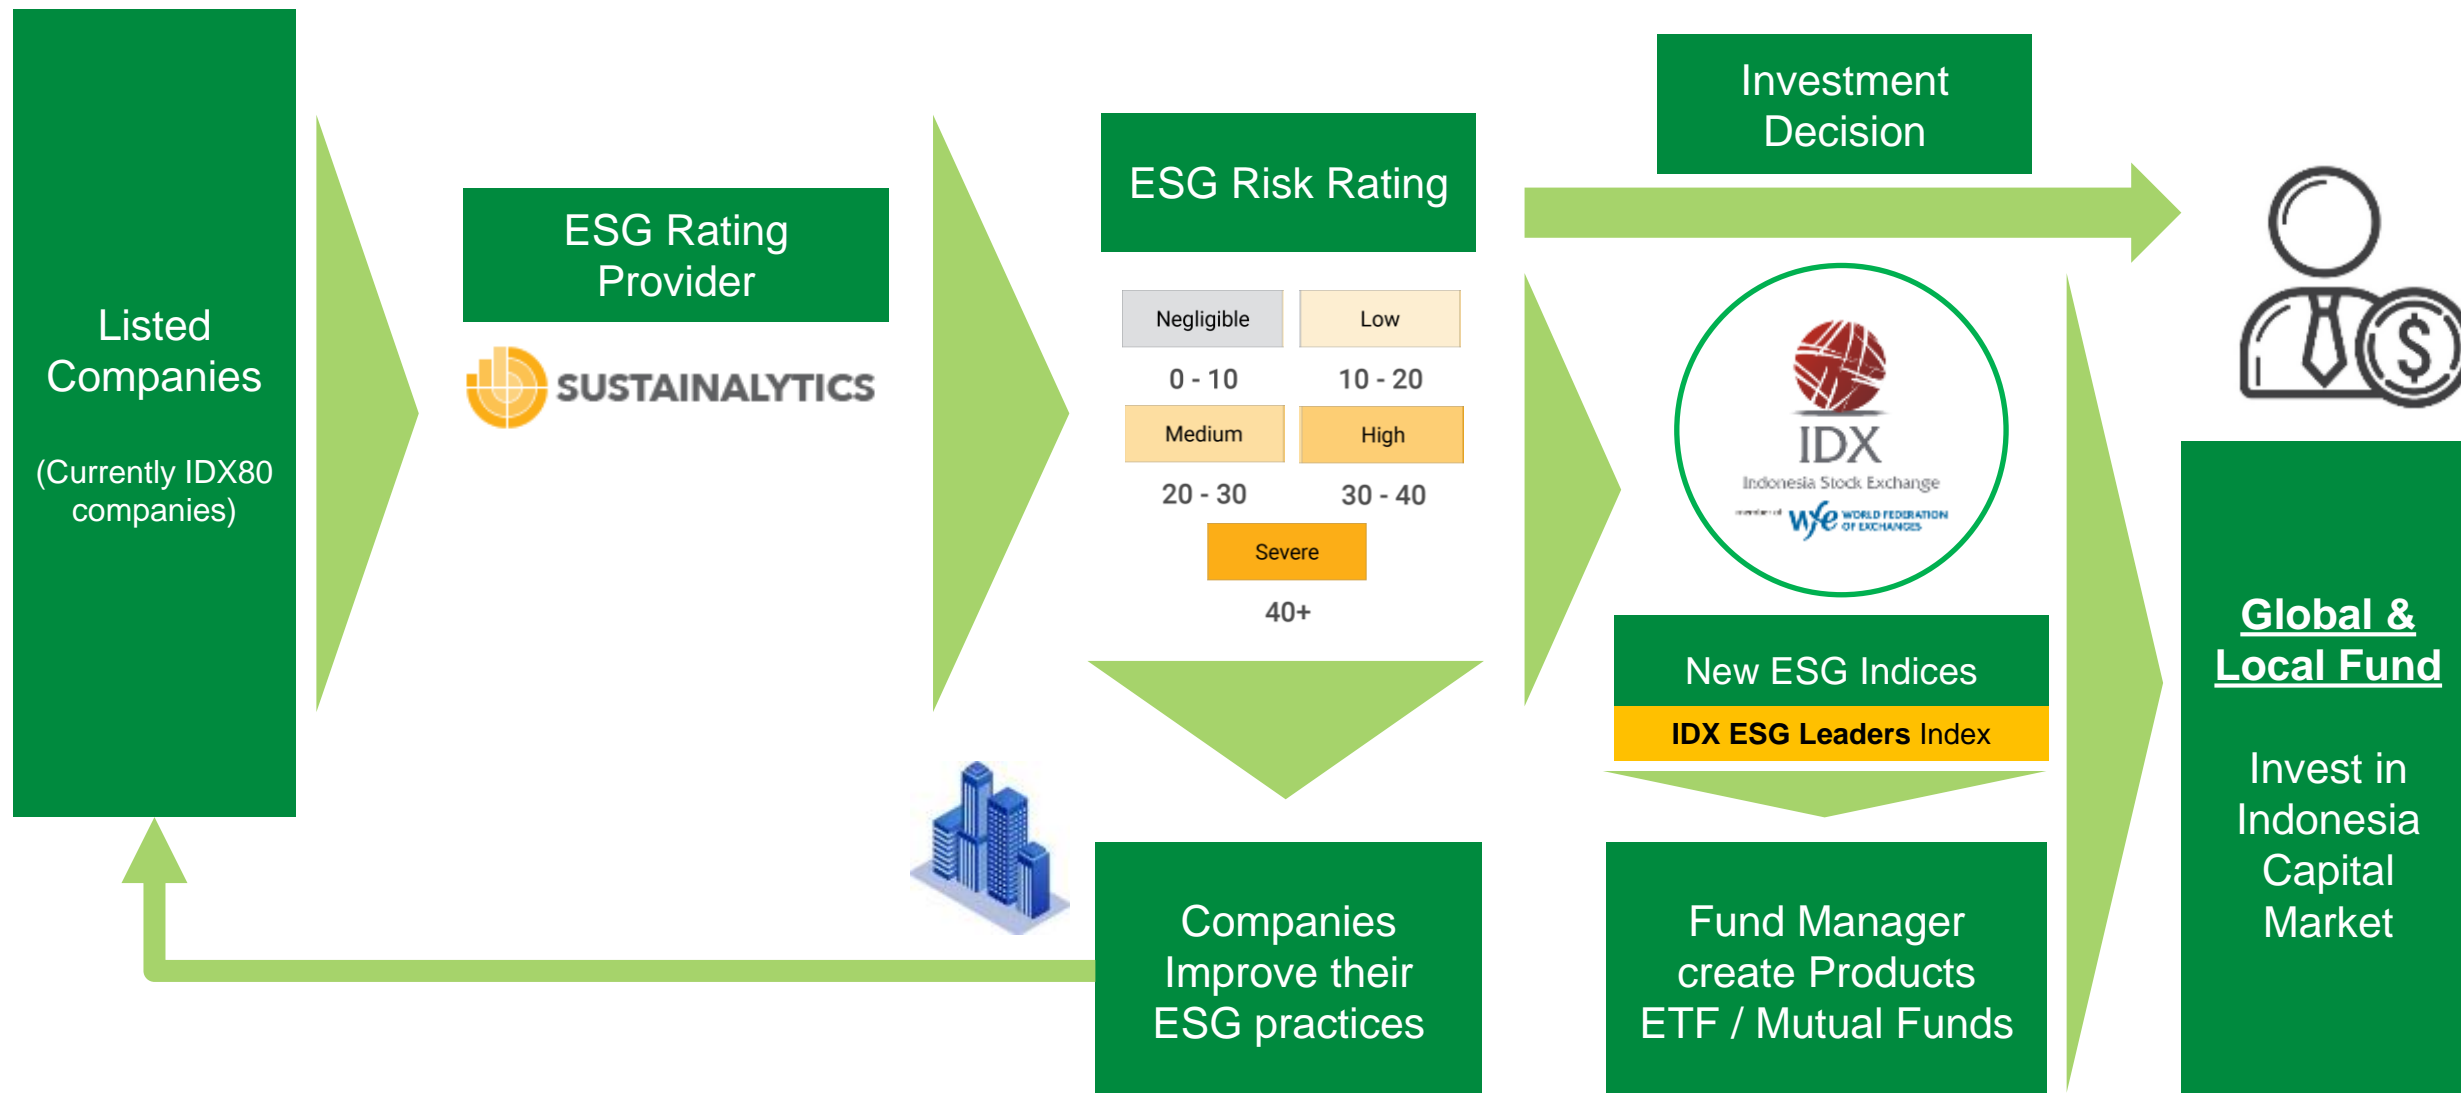 Listed
Companies
(Currently IDX80
companies)
ESG Rating
Provider
SUSTAINALYTICS
ESG Risk Rating
Negligible
Low
0 - 10
10 - 20
Medium
High
20 - 30
30 - 40
Severe
40+
Companies
Improve their
ESG practices
Investment
Decision
IDX
Indonesia Stock Exchange
member of
wfe WORLD FEDERATION
OF EXCHANGES
New ESG Indices
IDX ESG Leaders Index
Fund Manager
create Products
ETF / Mutual Funds
$
Global &
Local Fund
Invest in
Indonesia
Capital
Market